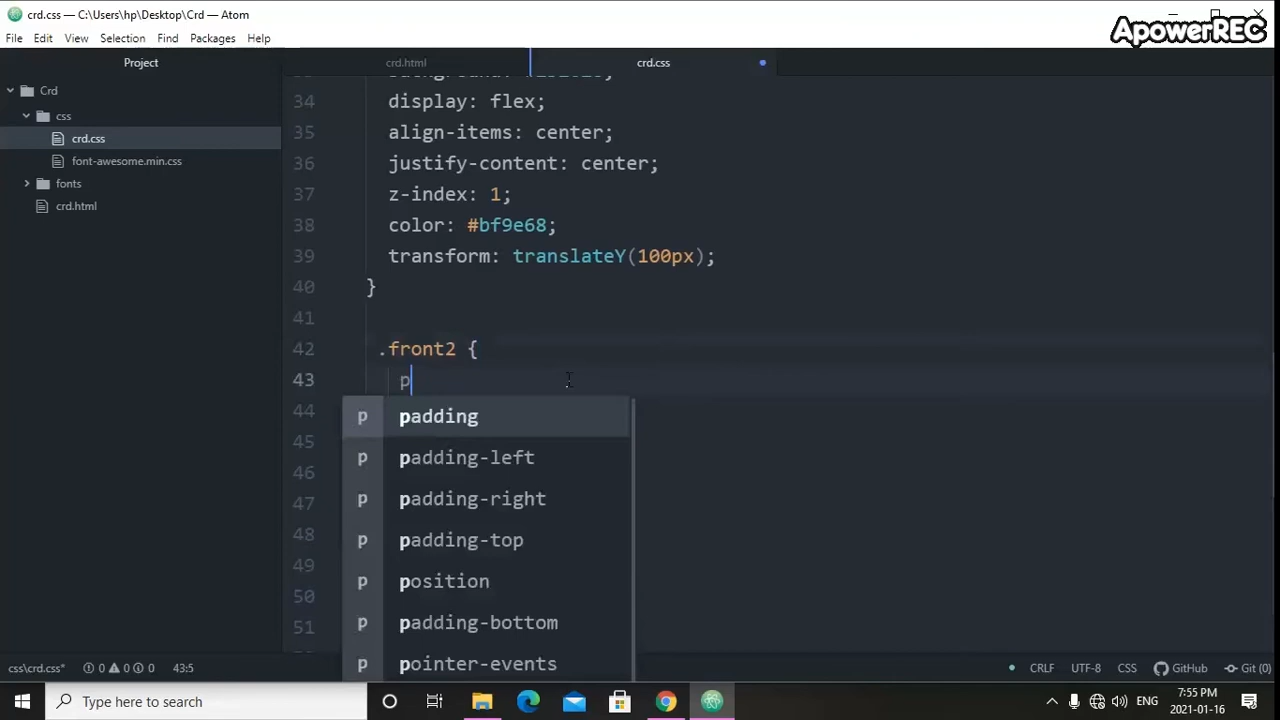 crd.css — C:\Users\hp\Desktop\Crd — Atom
ApowerREC
File Edit View Selection Find Packages Help
Project
crd.html
crd.css
Crd
css
crd.css
font-awesome.min.css
fonts
crd.html
34 display: flex;
35 align-items: center;
36 justify-content: center;
37 z-index: 1;
38 color: #bf9e68;
39 transform: translateY(100px);
40 }
41
42 .front2 {
43 p
44 p padding
45 p padding-left
46 p padding-right
47 p padding-top
48 p position
49 p padding-bottom
50 p pointer-events
51
css\crd.css* 0 0 0 43:5 CRLF UTF-8 CSS GitHub Git (0)
Type here to search
ENG
7:55 PM
2021-01-16